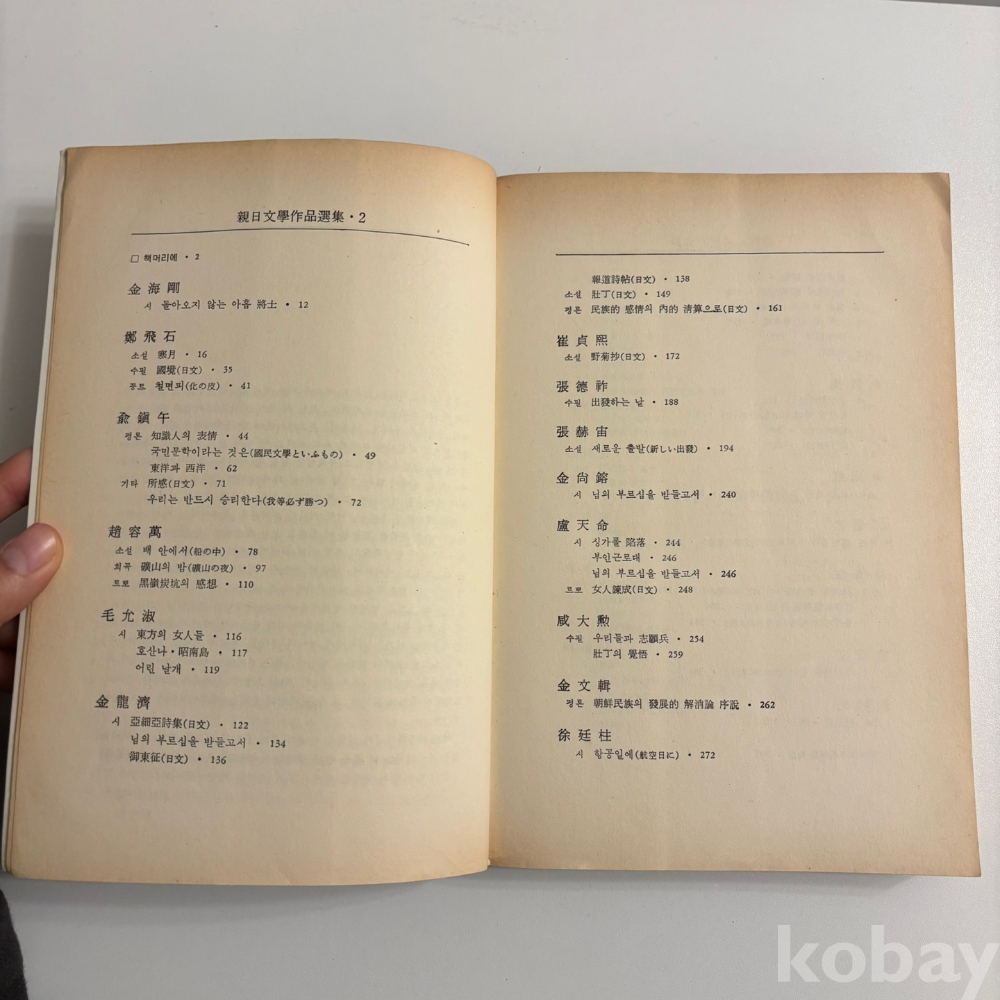 親日文學作品選集・2
□ 책머리에・2
金海剛
시 돌아오지 않는 아홉 將士・12
鄭飛石
소설 寒月・16
수필 國境(日文)・35
꽁트 철면피(化の皮)・41
兪鎭午
평론 知識人의 表情・44
국민문학이라는 것은(國民文學といふもの)・49
東洋과 西洋・62
기타 所感(日文)・71
우리는 반드시 승리한다(我等必ず勝つ)・72
趙容萬
소설 배 안에서(船の中)・78
희곡 礦山의 밤(礦山の夜)・97
르포 黑嶺炭坑의 感想・110
毛允淑
시 東方의 女人들・116
호산나・昭南島・117
어린 날개・119
金龍濟
시 亞細亞詩集(日文)・122
님의 부르심을 받들고서・134
御東征(日文)・136
報道詩帖(日文)・138
소설 壯丁(日文)・149
평론 民族的 感情의 內的 淸算으로(日文)・161
崔貞熙
소설 野菊抄(日文)・172
張德祚
수필 出發하는 날・188
張赫宙
소설 새로운 출발(新しい出發)・194
金尙鎔
시 님의 부르심을 받들고서・240
盧天命
시 싱가폴 陷落・244
부인근로대・246
님의 부르심을 받들고서・246
르포 女人鍊成(日文)・248
咸大勳
수필 우리들과 志願兵・254
壯丁의 覺悟・259
金文輯
평론 朝鮮民族의 發展的 解消論 序說・262
徐廷柱
시 항공일에(航空日に)・272
kobay